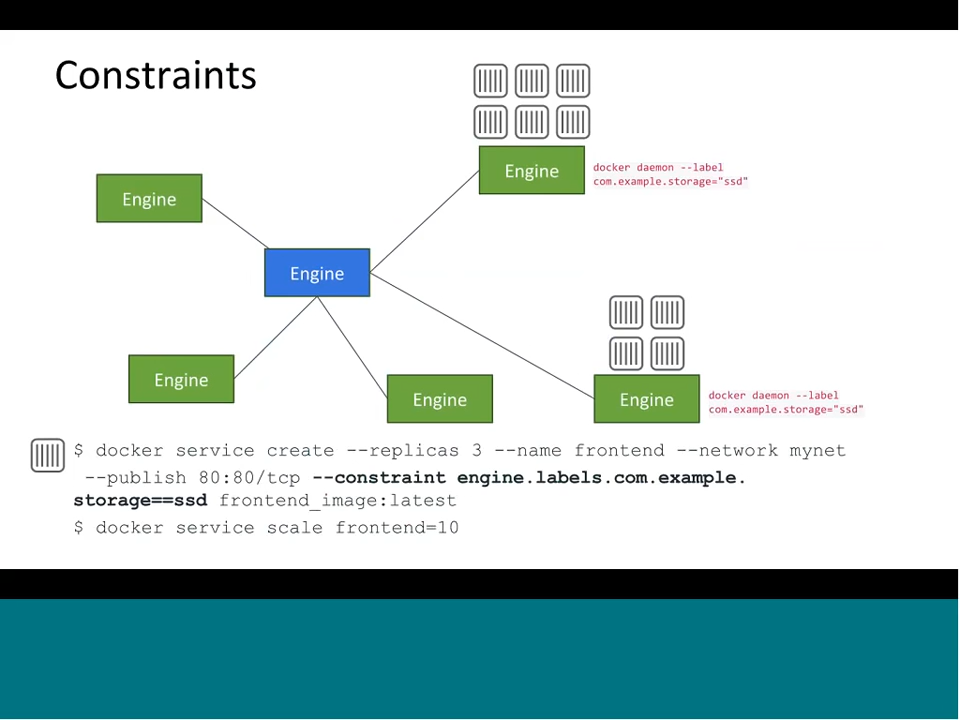 Constraints
Engine
docker daemon --label
com.example.storage="ssd"
Engine
Engine
Engine
Engine
Engine
docker daemon --label
com.example.storage="ssd"
$ docker service create --replicas 3 --name frontend --network mynet
--publish 80:80/tcp --constraint engine.labels.com.example.
storage==ssd frontend_image:latest
$ docker service scale frontend=10